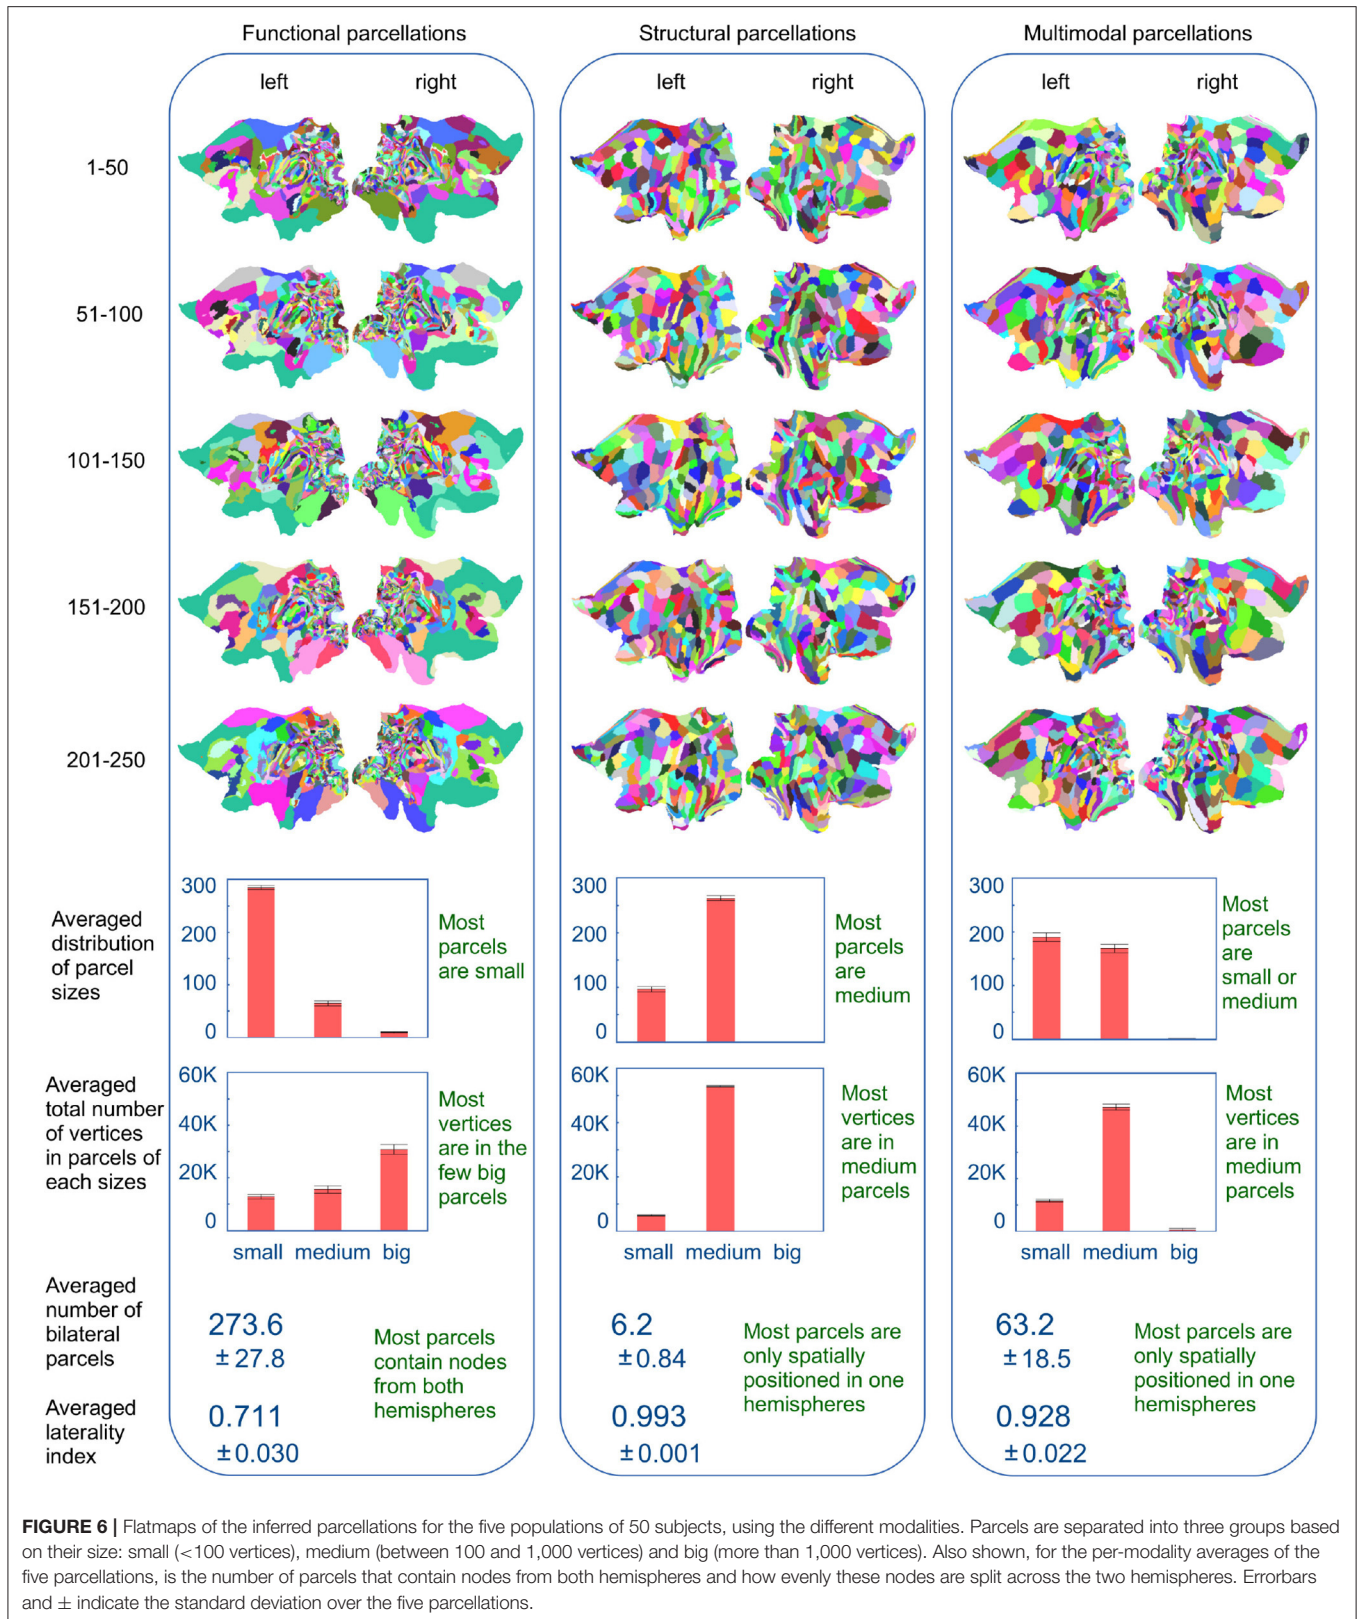 Functional parcellations
Structural parcellations
Multimodal parcellations
left
right
left
right
left
right
1-50
51-100
101-150
151-200
201-250
Averaged
distribution
of parcel
sizes
300
200
100
0
Most
parcels
are small
300
200
100
0
Most
parcels
are
medium
300
200
100
0
Most
parcels
are
small or
medium
Averaged
total number
of vertices
in parcels of
each sizes
60K
40K
20K
0
small
medium
big
Most
vertices
are in the
few big
parcels
60K
40K
20K
0
small
medium
big
Most
vertices
are in
medium
parcels
60K
40K
20K
0
small
medium
big
Most
vertices
are in
medium
parcels
Averaged
number of
bilateral
parcels
273.6
±27.8
6.2
±0.84
63.2
±18.5
Averaged
laterality
index
0.711
±0.030
Most parcels
contain nodes
from both
hemispheres
0.993
±0.001
Most parcels are
only spatially
positioned in one
hemispheres
0.928
±0.022
Most parcels are
only spatially
positioned in one
hemispheres
FIGURE 6 | Flatmaps of the inferred parcellations for the five populations of 50 subjects, using the different modalities. Parcels are separated into three groups based
on their size: small (<100 vertices), medium (between 100 and 1,000 vertices) and big (more than 1,000 vertices). Also shown, for the per-modality averages of the
five parcellations, is the number of parcels that contain nodes from both hemispheres and how evenly these nodes are split across the two hemispheres. Errorbars
and ± indicate the standard deviation over the five parcellations.